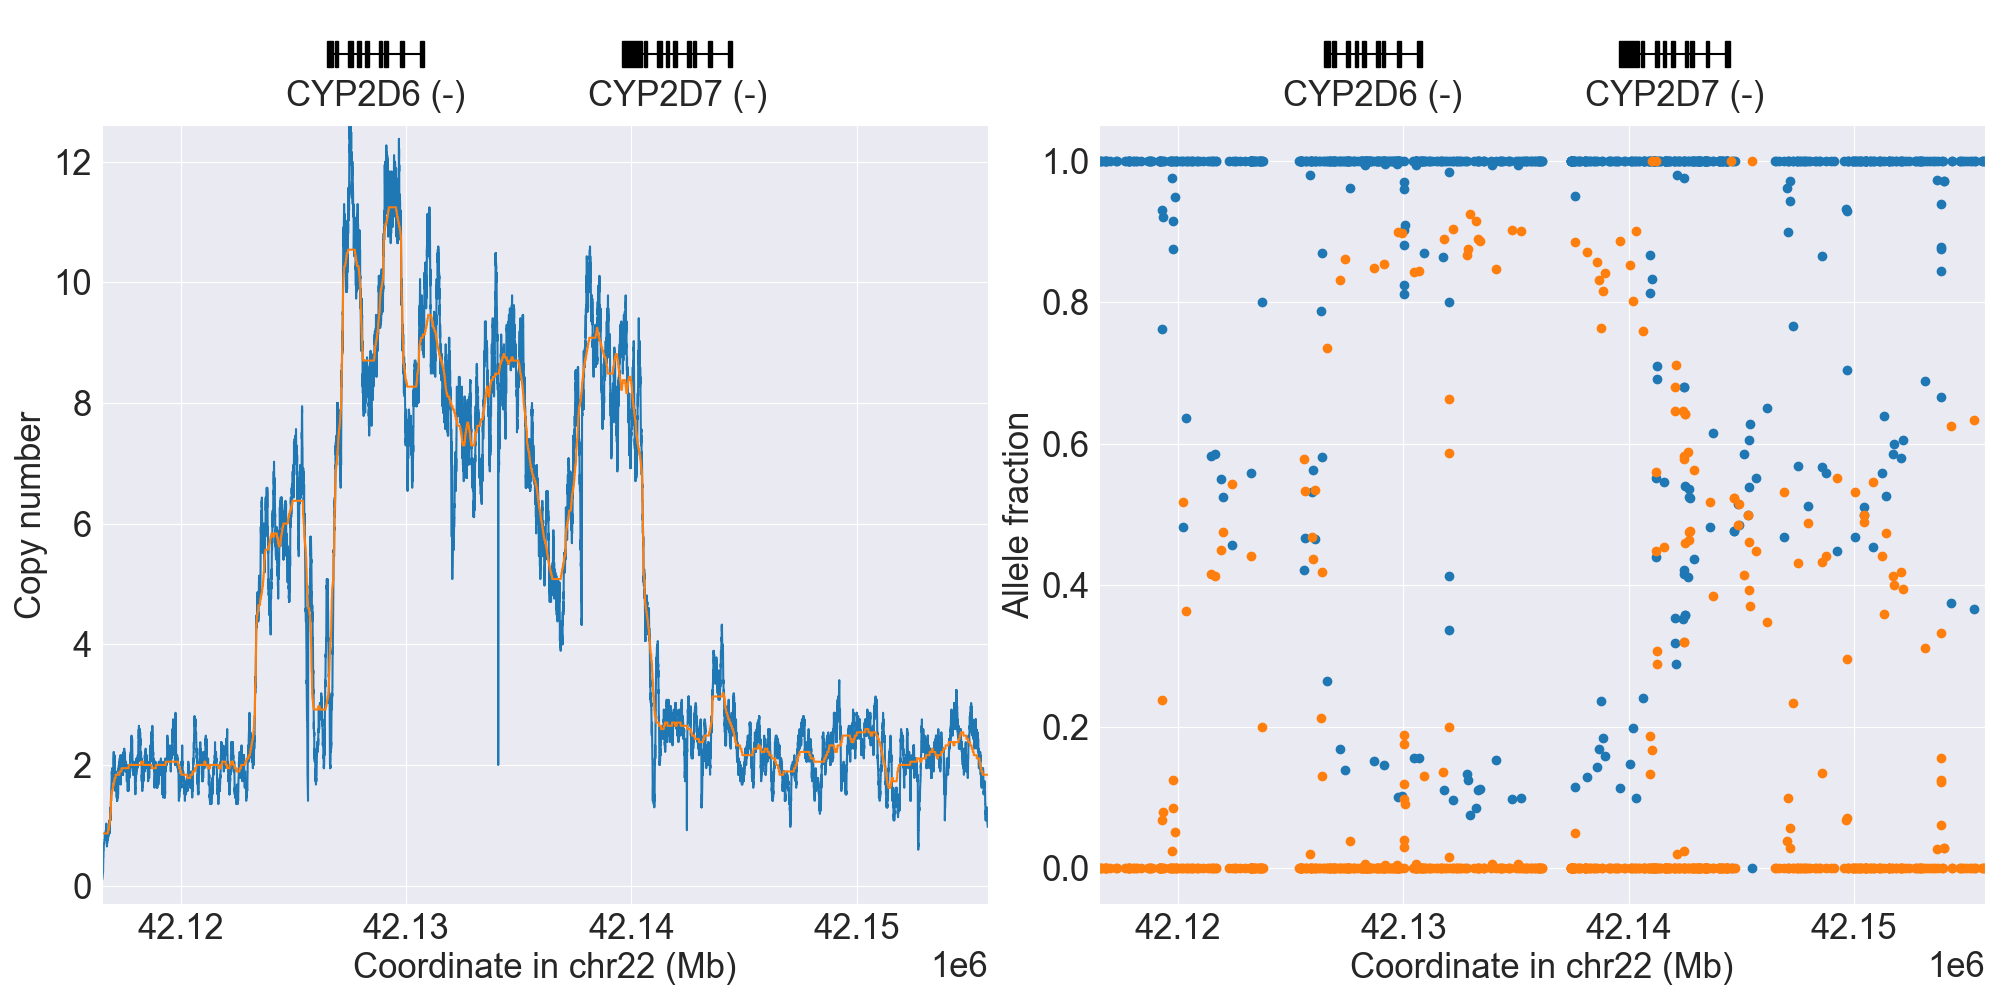 CYP2D6 (-) CYP2D7 (-)
Copy number
12
10
8
6
4
2
0
42.12 42.13 42.14 42.15
Coordinate in chr22 (Mb) 1e6
CYP2D6 (-) CYP2D7 (-)
Allele fraction
1.0
0.8
0.6
0.4
0.2
0.0
42.12 42.13 42.14 42.15
Coordinate in chr22 (Mb) 1e6